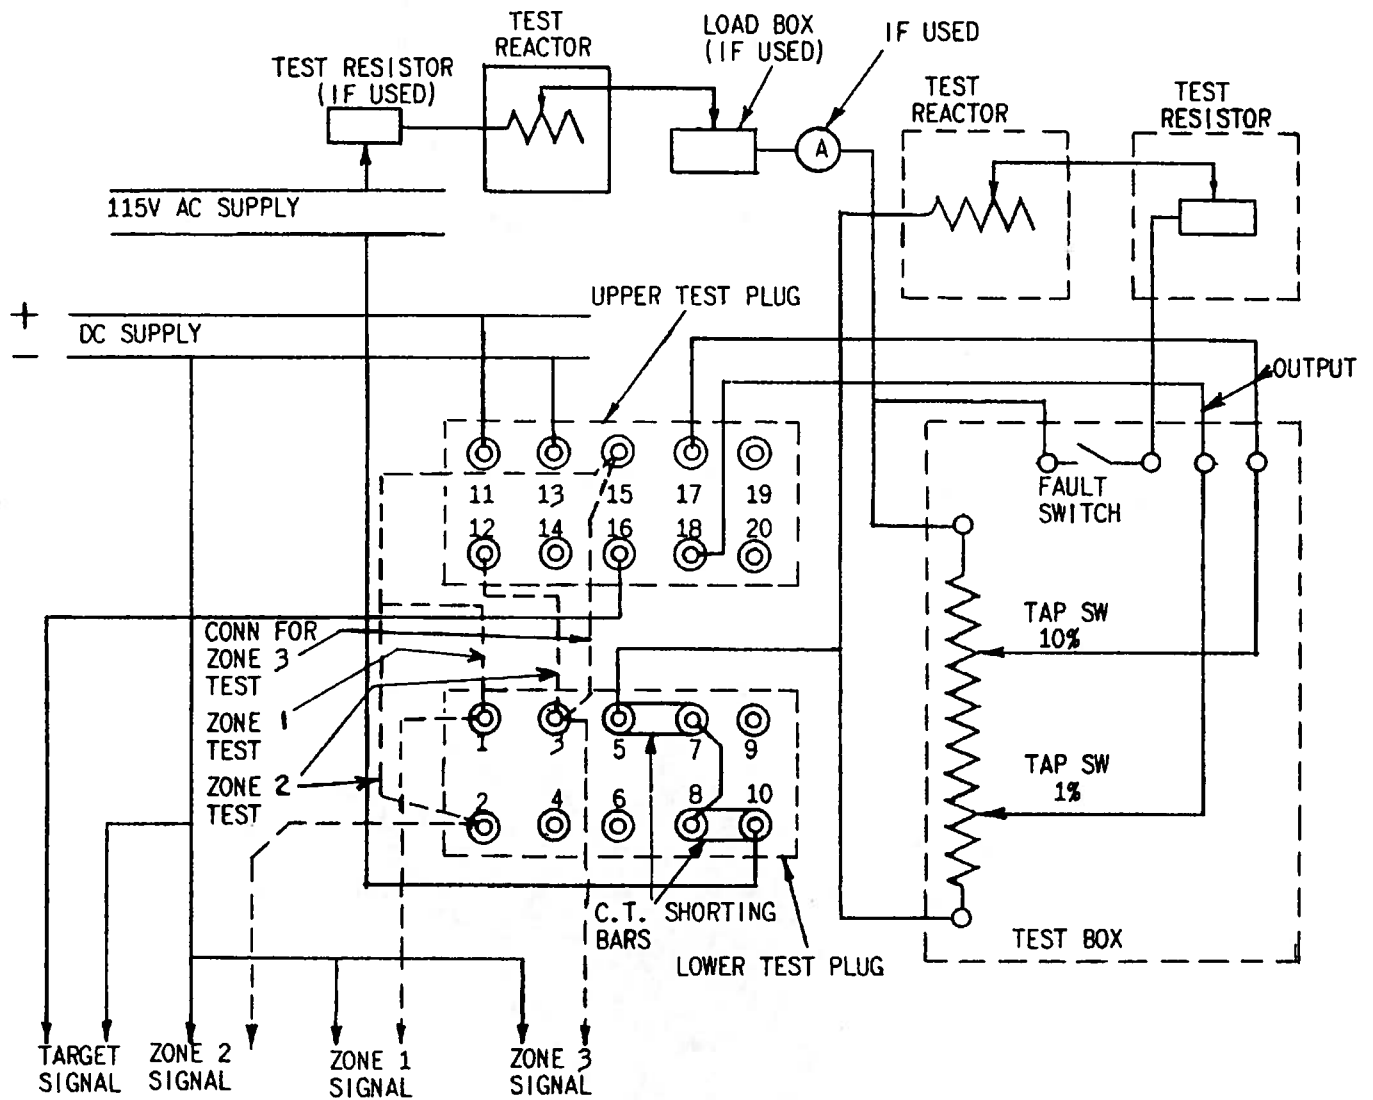 TEST
REACTOR
LOAD BOX
(IF USED)
IF USED
TEST RESISTOR
(IF USED)
A
TEST
REACTOR
TEST
RESISTOR
115V AC SUPPLY
UPPER TEST PLUG
+
DC SUPPLY
−
OUTPUT
11 13 15 17 19
12 14 16 18 20
FAULT
SWITCH
CONN FOR
ZONE 3
TEST
ZONE 1
TEST
ZONE 2
TEST
TAP SW
10%
1 3 5 7 9
2 4 6 8 10
TAP SW
1%
C.T. SHORTING
BARS
LOWER TEST PLUG
TEST BOX
TARGET
SIGNAL
ZONE 2
SIGNAL
ZONE 1
SIGNAL
ZONE 3
SIGNAL